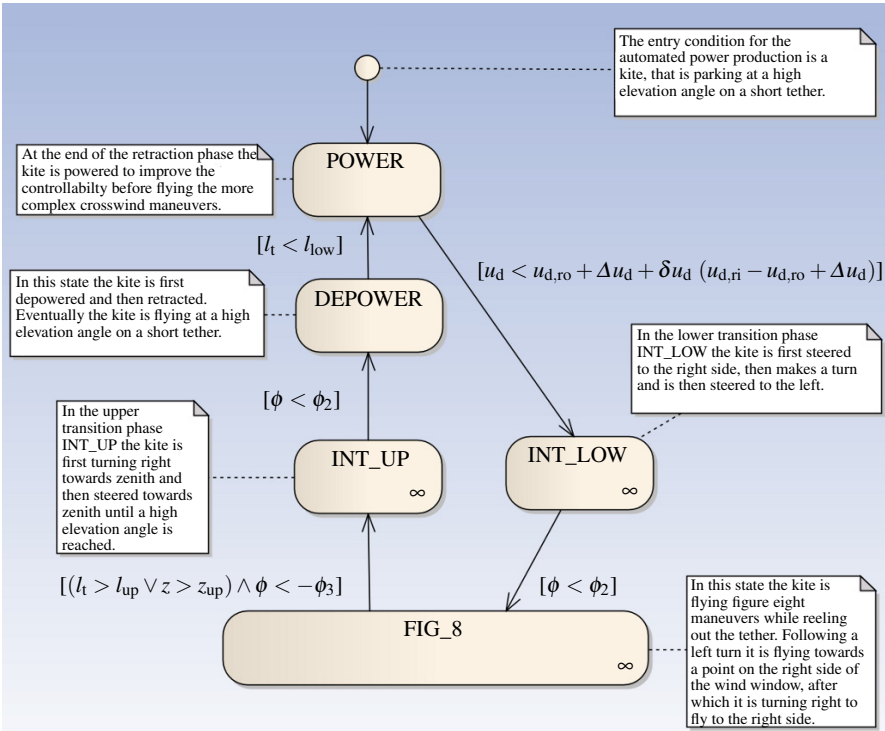 The entry condition for the
automated power production is a
kite, that is parking at a high
elevation angle on a short tether.
At the end of the retraction phase the
kite is powered to improve the
controllabilty before flying the more
complex crosswind maneuvers.
POWER
[l_t < l_low]
[u_d < u_d,ro + Δu_d + δu_d (u_d,ri − u_d,ro + Δu_d)]
In this state the kite is first
depowered and then retracted.
Eventually the kite is flying at a high
elevation angle on a short tether.
DEPOWER
In the lower transition phase
INT_LOW the kite is first steered
to the right side, then makes a turn
and is then steered to the left.
[ϕ < ϕ_2]
In the upper
transition phase
INT_UP the kite is
first turning right
towards zenith and
then steered towards
zenith until a high
elevation angle is
reached.
INT_UP
∞
INT_LOW
∞
[(l_t > l_up ∨ z > z_up) ∧ ϕ < −ϕ_3]
[ϕ < ϕ_2]
FIG_8
∞
In this state the kite is
flying figure eight
maneuvers while reeling
out the tether. Following a
left turn it is flying towards
a point on the right side of
the wind window, after
which it is turning right to
fly to the right side.